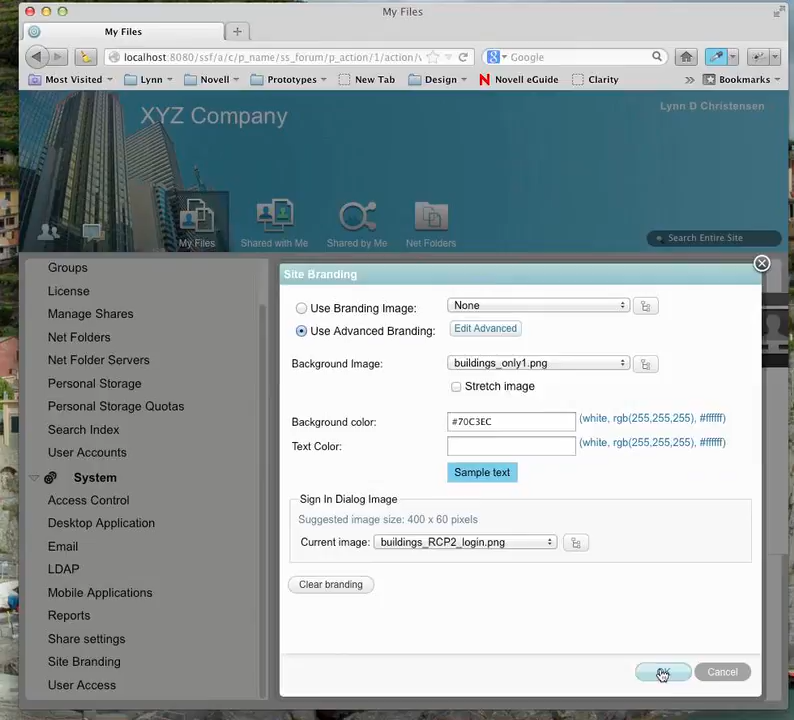 My Files
My Files
localhost:8080/ssf/a/c/p_name/ss_forum/p_action/1/action/v
Google
Most Visited
Lynn
Novell
Prototypes
New Tab
Design
Novell eGuide
Clarity
Bookmarks
XYZ Company
Lynn D Christensen
My Files
Shared with Me
Shared by Me
Net Folders
Search Entire Site
Groups
License
Manage Shares
Net Folders
Net Folder Servers
Personal Storage
Personal Storage Quotas
Search Index
User Accounts
System
Access Control
Desktop Application
Email
LDAP
Mobile Applications
Reports
Share settings
Site Branding
User Access
Site Branding
Use Branding Image: None
Use Advanced Branding: Edit Advanced
Background Image: buildings_only1.png
Stretch image
Background color: #70C3EC (white, rgb(255,255,255), #ffffff)
Text Color: (white, rgb(255,255,255), #ffffff)
Sample text
Sign In Dialog Image
Suggested image size: 400 x 60 pixels
Current image: buildings_RCP2_login.png
Clear branding
Cancel